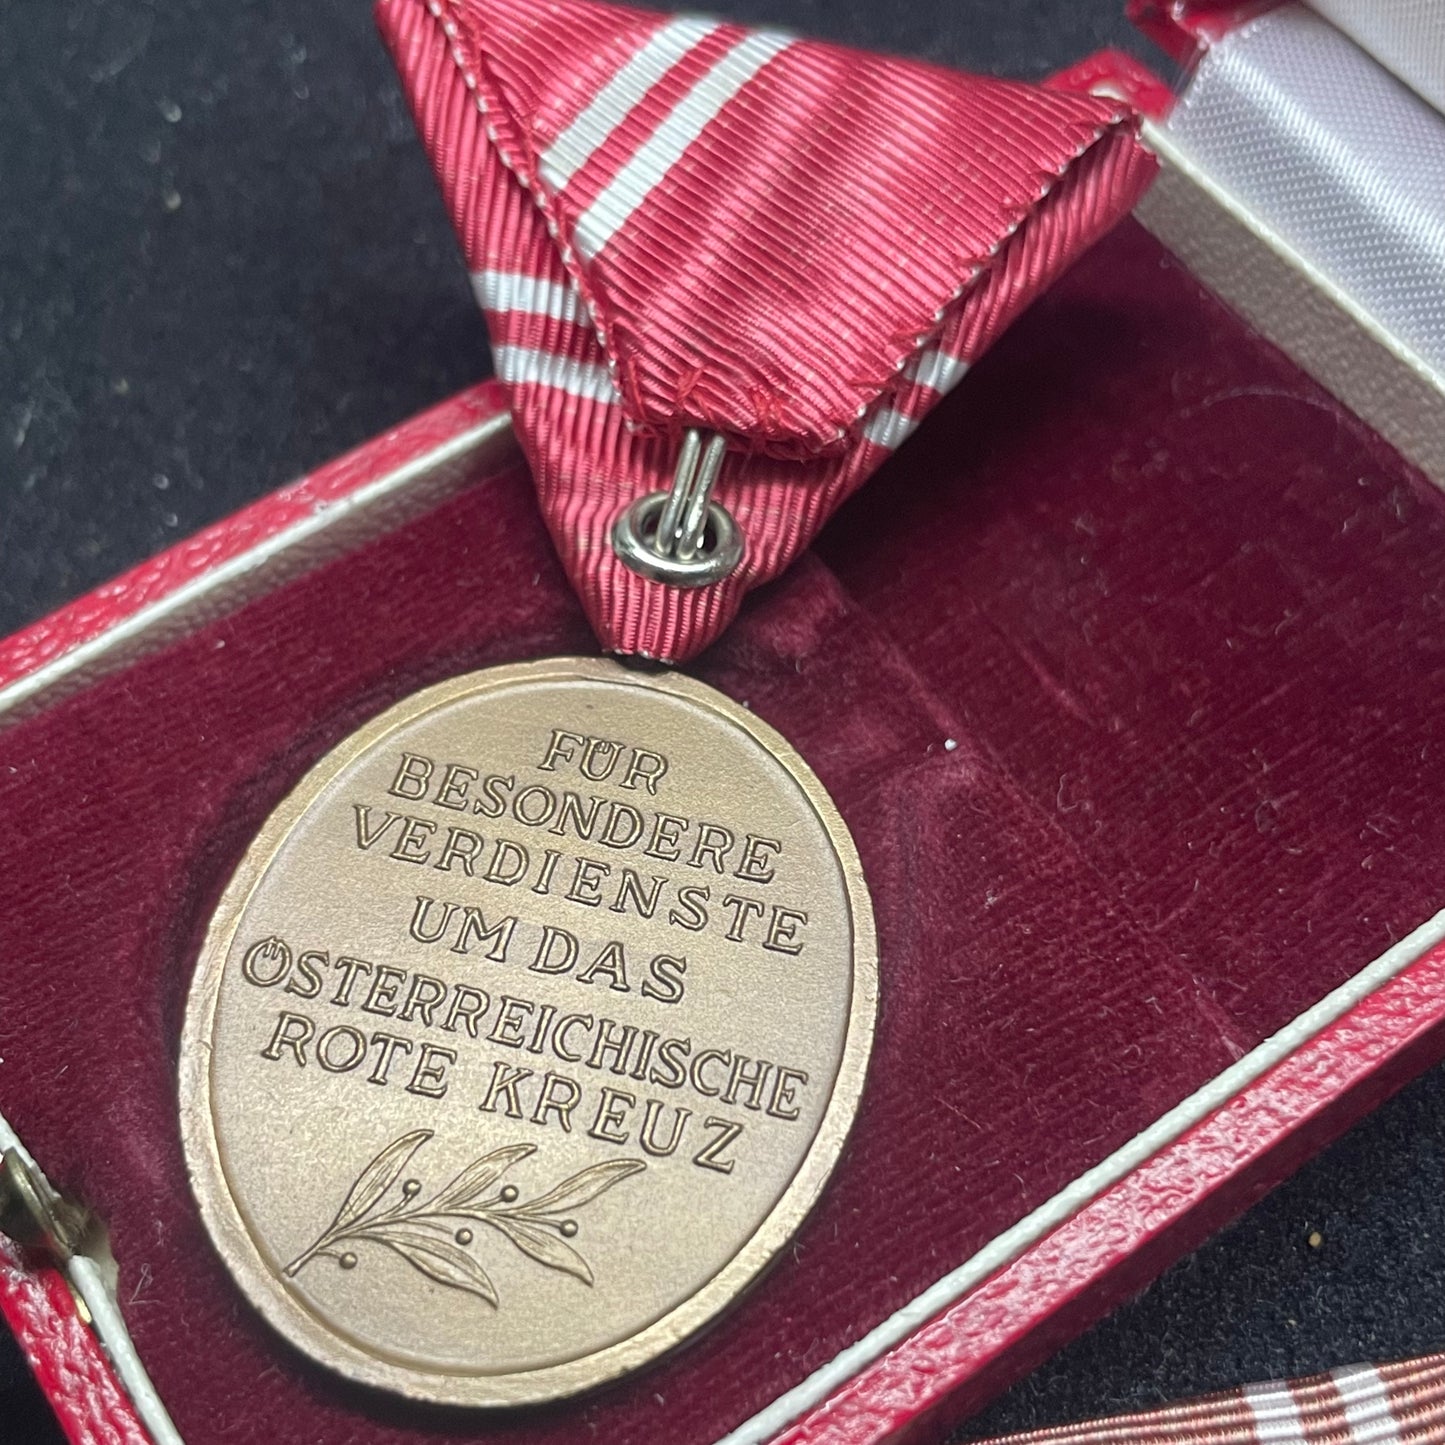 FÜR
BESONDERE
VERDIENSTE
UM DAS
ÖSTERREICHISCHE
ROTE KREUZ